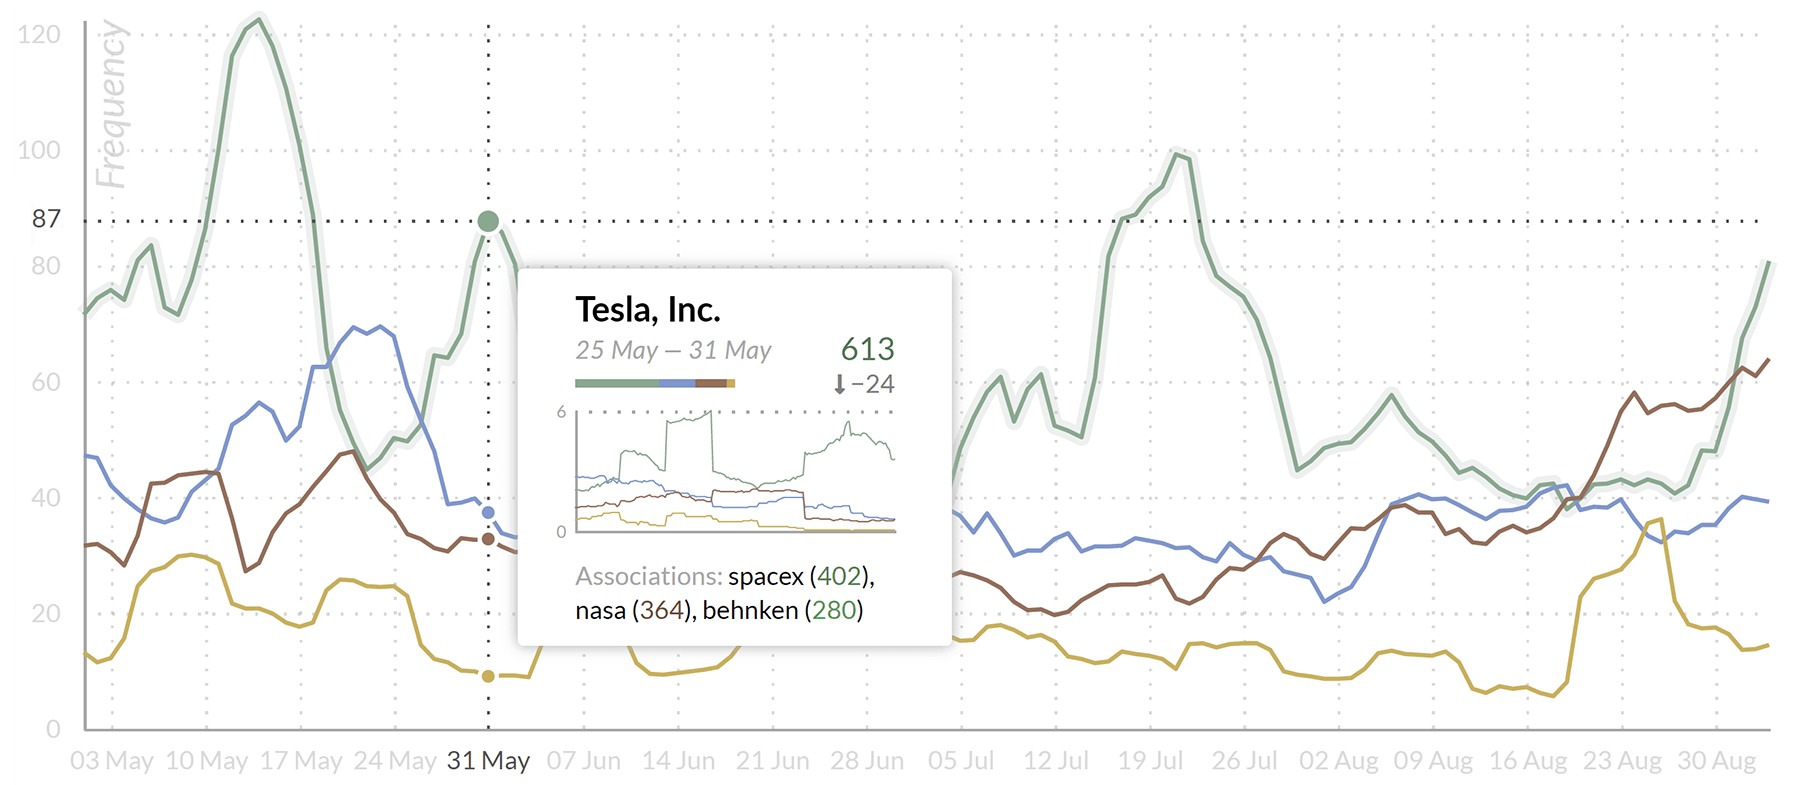 Frequency
120
100
87
80
60
40
20
0
Tesla, Inc.
25 May – 31 May 613
−24
6
0
Associations: spacex (402),
nasa (364), behnken (280)
03 May 10 May 17 May 24 May 31 May 07 Jun 14 Jun 21 Jun 28 Jun 05 Jul 12 Jul 19 Jul 26 Jul 02 Aug 09 Aug 16 Aug 23 Aug 30 Aug